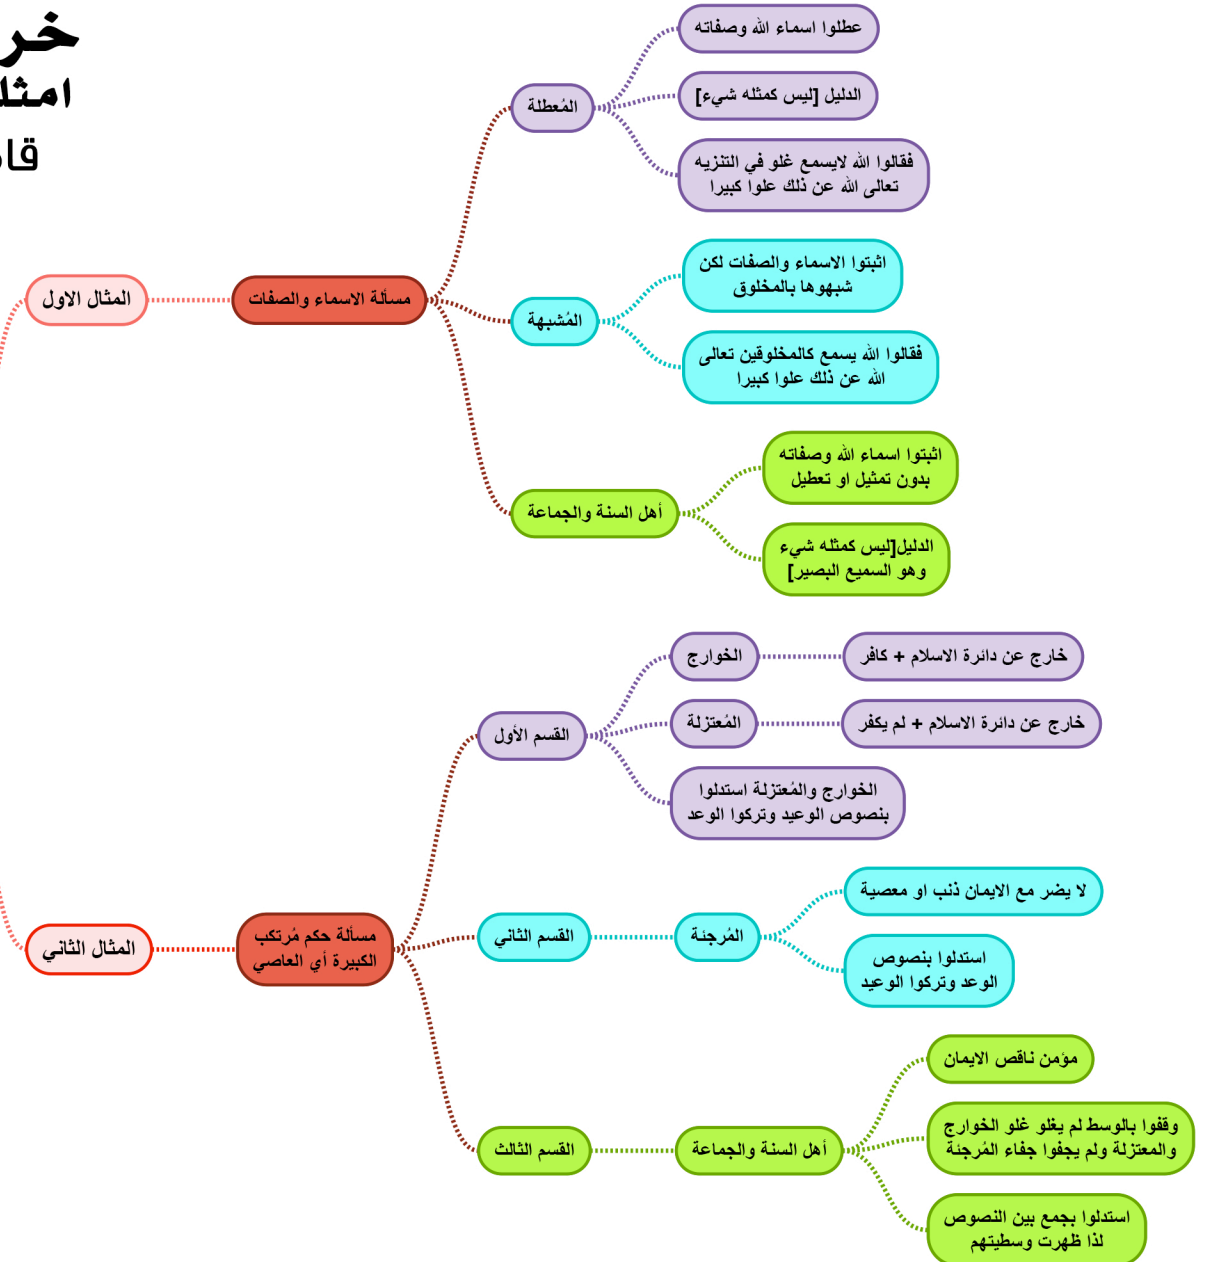 المثال الاول
مسألة الاسماء والصفات
المُعطلة
عطلوا اسماء الله وصفاته
الدليل [ليس كمثله شيء]
فقالوا الله لايسمع غلو في التنزيه
تعالى الله عن ذلك علوا كبيرا
المُشبهة
اثبتوا الاسماء والصفات لكن
شبهوها بالمخلوق
فقالوا الله يسمع كالمخلوقين تعالى
الله عن ذلك علوا كبيرا
أهل السنة والجماعة
اثبتوا اسماء الله وصفاته
بدون تمثيل او تعطيل
الدليل[ليس كمثله شيء
وهو السميع البصير]
المثال الثاني
مسألة حكم مُرتكب
الكبيرة أي العاصي
القسم الأول
الخوارج
خارج عن دائرة الاسلام + كافر
المُعتزلة
خارج عن دائرة الاسلام + لم يكفر
الخوارج والمُعتزلة استدلوا
بنصوص الوعيد وتركوا الوعد
القسم الثاني
المُرجئة
لا يضر مع الايمان ذنب او معصية
استدلوا بنصوص
الوعد وتركوا الوعيد
القسم الثالث
أهل السنة والجماعة
مؤمن ناقص الايمان
وقفوا بالوسط لم يغلو غلو الخوارج
والمعتزلة ولم يجفوا جفاء المُرجئة
استدلوا بجمع بين النصوص
لذا ظهرت وسطيتهم